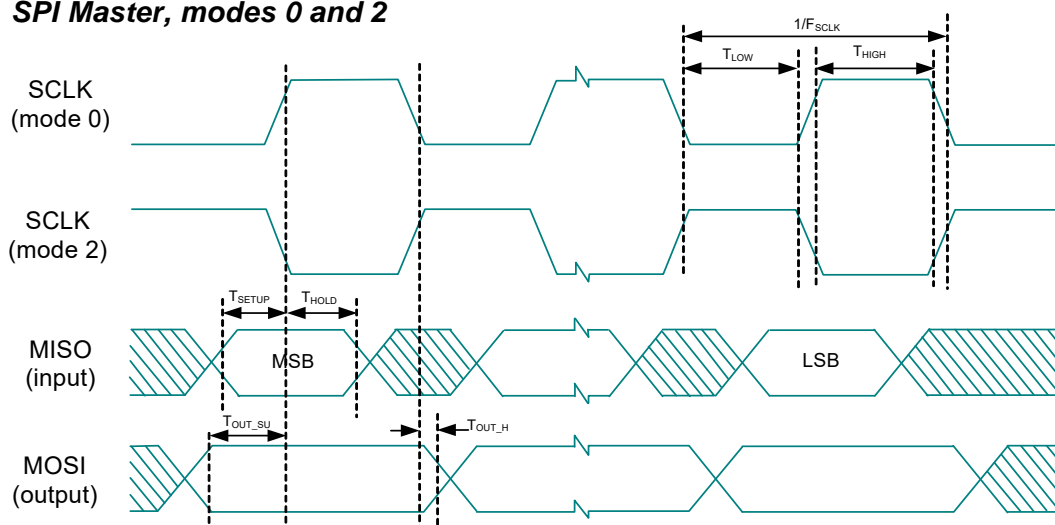 SPI Master, modes 0 and 2
1/FSCLK
TLOW
THIGH
SCLK
(mode 0)
SCLK
(mode 2)
TSETUP
THOLD
MISO
(input)
MSB
LSB
TOUT_SU
TOUT_H
MOSI
(output)